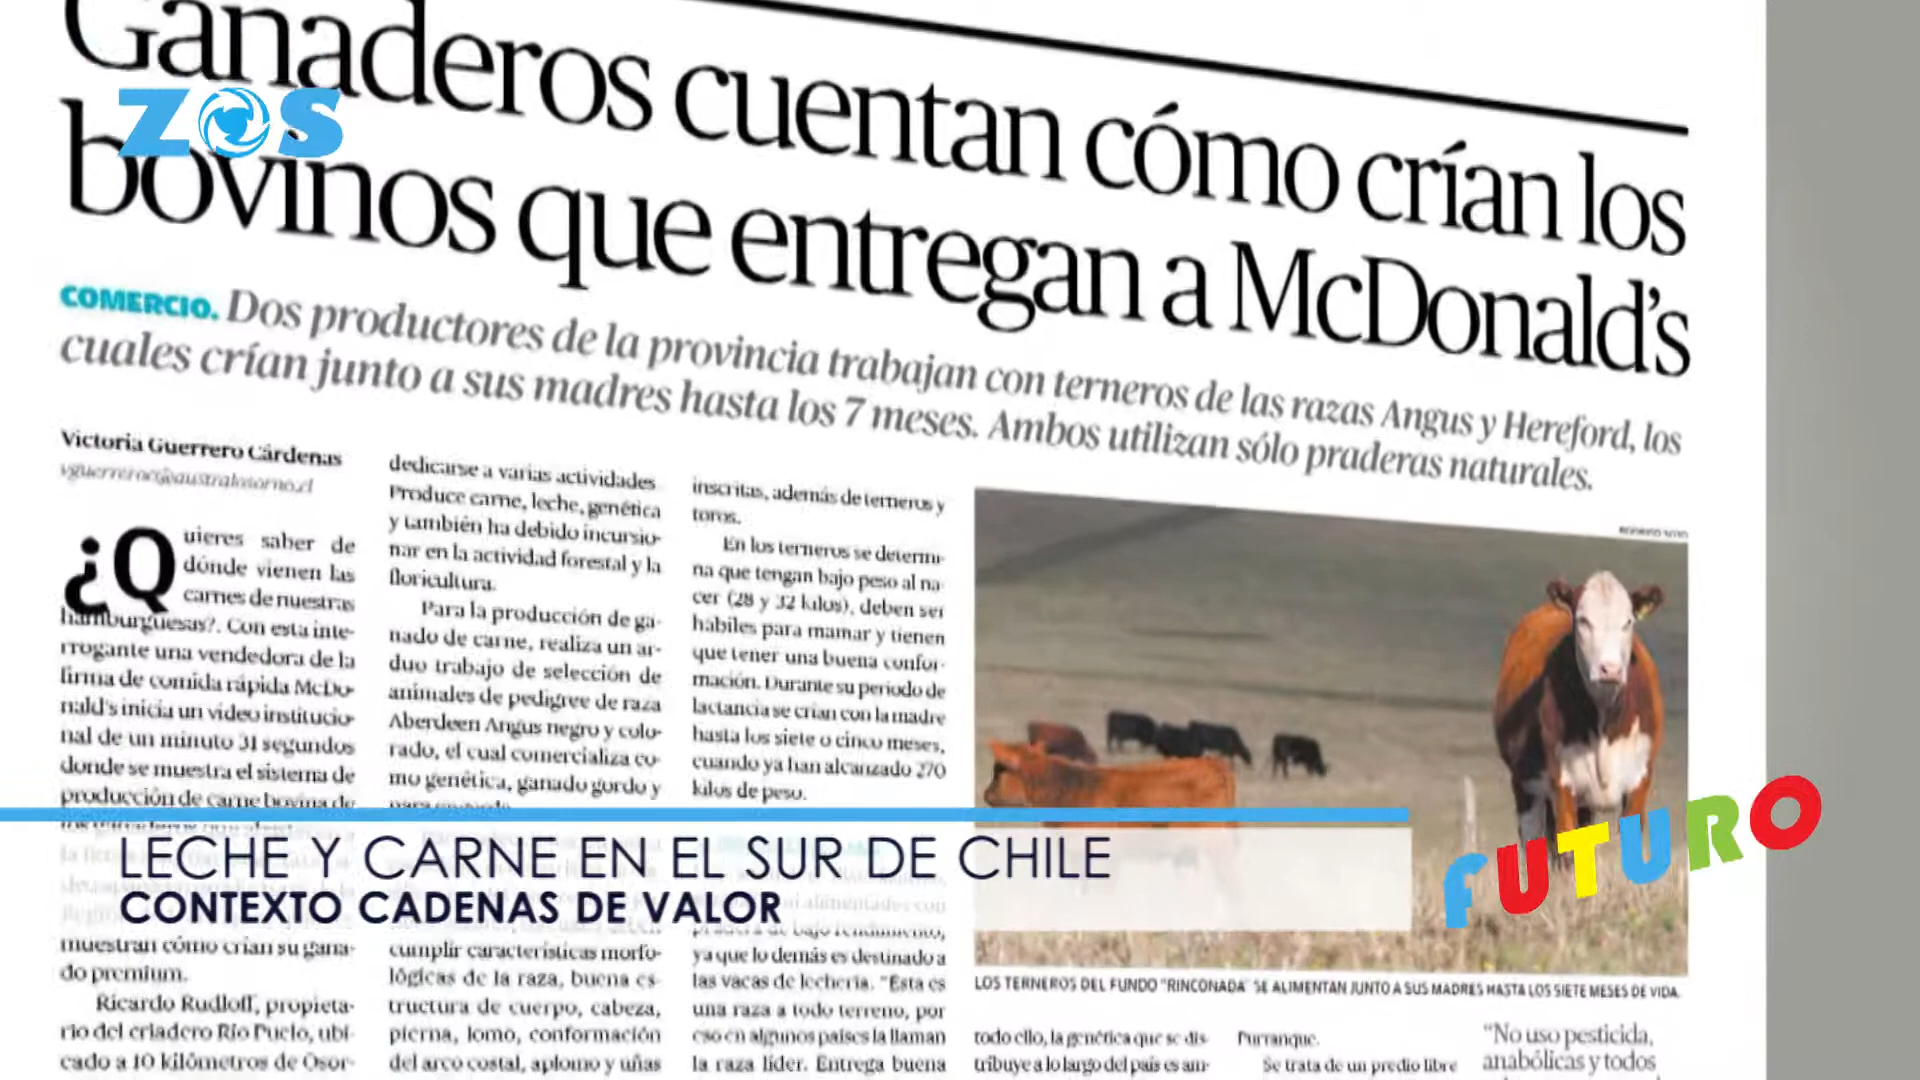 Ganaderos cuentan cómo crían los
bovinos que entregan a McDonald's
ZOS
COMERCIO. Dos productores de la provincia trabajan con terneros de las razas Angus y Hereford, los
cuales crían junto a sus madres hasta los 7 meses. Ambos utilizan sólo praderas naturales.
Victoria Guerrero Cárdenas
vguerreroc@australosorno.cl
¿Quieres saber de
dónde vienen las
carnes de nuestras
hamburguesas?. Con esta inte-
rrogante una vendedora de la
firma de comida rápida McDo-
nald's inicia un video institucio-
nal de un minuto 31 segundos
donde se muestra el sistema de
producción de carne bovina de
muestran cómo crían su gana-
do premium.
Ricardo Rudloff, propieta-
rio del criadero Río Puelo, ubi-
cado a 10 kilómetros de Osor-
dedicarse a varias actividades
Produce carne, leche, genética
y también ha debido incursio-
nar en la actividad forestal y la
floricultura.
Para la producción de ga-
nado de carne, realiza un ar-
duo trabajo de selección de
animales de pedigree de raza
Aberdeen Angus negro y colo-
rado, el cual comercializa co-
mo genética, ganado gordo y
para engorda.
cumplir características morfo-
lógicas de la raza, buena es-
tructura de cuerpo, cabeza,
pierna, lomo, conformación
del arco costal, aplomo y uñas
inscritas, además de terneros y
toros.
En los terneros se determi-
na que tengan bajo peso al na-
cer (28 y 32 kilos), deben ser
hábiles para mamar y tienen
que tener una buena confor-
mación. Durante su periodo de
lactancia se crían con la madre
hasta los siete o cinco meses,
cuando ya han alcanzado 270
kilos de peso.
alimentados con
pradera de bajo rendimiento,
ya que lo demás es destinado a
las vacas de lechería. "Esta es
una raza a todo terreno, por
eso en algunos países la llaman
la raza líder. Entrega buena
LOS TERNEROS DEL FUNDO "RINCONADA" SE ALIMENTAN JUNTO A SUS MADRES HASTA LOS SIETE MESES DE VIDA.
todo ello, la genética que se dis-
tribuye a lo largo del país es am-
Purranque.
Se trata de un predio libre
"No uso pesticida,
anabólicas y todos
LECHE Y CARNE EN EL SUR DE CHILE
CONTEXTO CADENAS DE VALOR
FUTURO